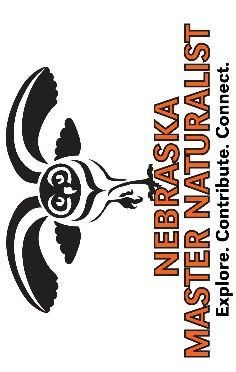 NEBRASKA
MASTER NATURALIST
Explore. Contribute. Connect.